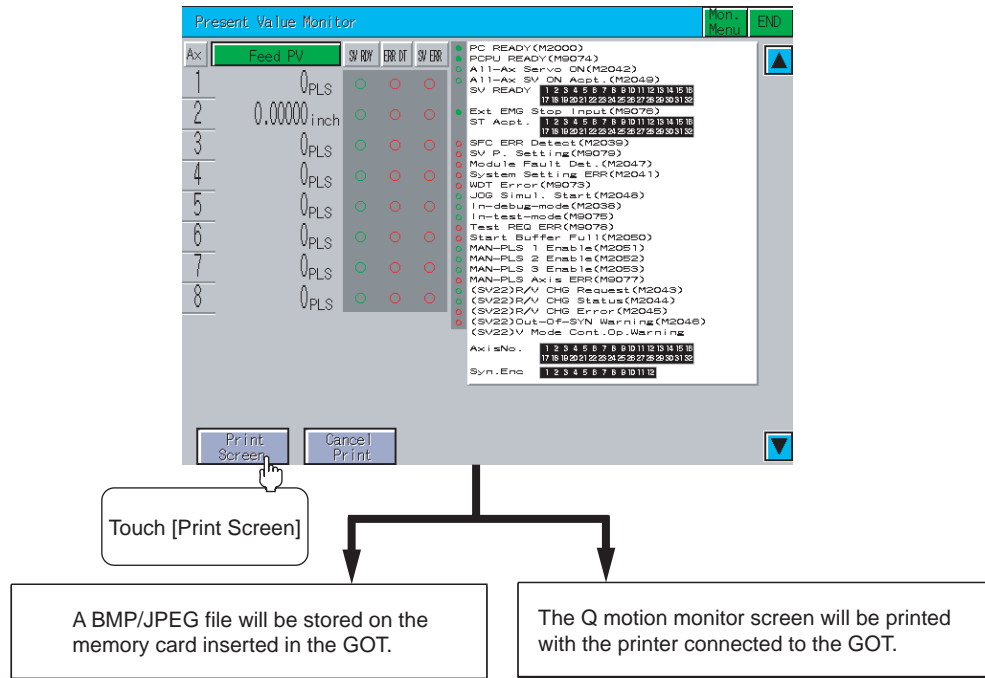 Present Value Monitor
Mon. Menu
END
Ax Feed PV SV RDY ERR DT SV ERR
1 0PLS
2 0.00000 inch
3 0PLS
4 0PLS
5 0PLS
6 0PLS
7 0PLS
8 0PLS
PC READY(M2000)
PCPU READY(M9074)
All-Ax Servo ON(M2042)
All-Ax SV ON Acpt.(M2049)
SV READY 1 2 3 4 5 6 7 8 9 10 11 12 13 14 15 16
17 18 19 20 21 22 23 24 25 26 27 28 29 30 31 32
Ext EMG Stop Input(M9076)
ST Acpt. 1 2 3 4 5 6 7 8 9 10 11 12 13 14 15 16
17 18 19 20 21 22 23 24 25 26 27 28 29 30 31 32
SFC ERR Detect(M2039)
SV P. Setting(M9079)
Module Fault Det.(M2047)
System Setting ERR(M2041)
WDT Error(M9073)
JOG Simul. Start(M2048)
In-debug-mode(M2038)
In-test-mode(M9075)
Test REQ ERR(M9078)
Start Buffer Full(M2050)
MAN-PLS 1 Enable(M2051)
MAN-PLS 2 Enable(M2052)
MAN-PLS 3 Enable(M2053)
MAN-PLS Axis ERR(M9077)
(SV22)R/V CHG Request(M2043)
(SV22)R/V CHG Status(M2044)
(SV22)R/V CHG Error(M2045)
(SV22)Out-Of-SYN Warning(M2046)
(SV22)V Mode Cont.Op.Warning
AxisNo. 1 2 3 4 5 6 7 8 9 10 11 12 13 14 15 16
17 18 19 20 21 22 23 24 25 26 27 28 29 30 31 32
Syn.Enc 1 2 3 4 5 6 7 8 9 10 11 12
Print Screen
Cancel Print
Touch [Print Screen]
A BMP/JPEG file will be stored on the
memory card inserted in the GOT.
The Q motion monitor screen will be printed
with the printer connected to the GOT.